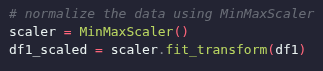 # normalize the data using MinMaxScaler
scaler = MinMaxScaler()
df1_scaled = scaler.fit_transform(df1)